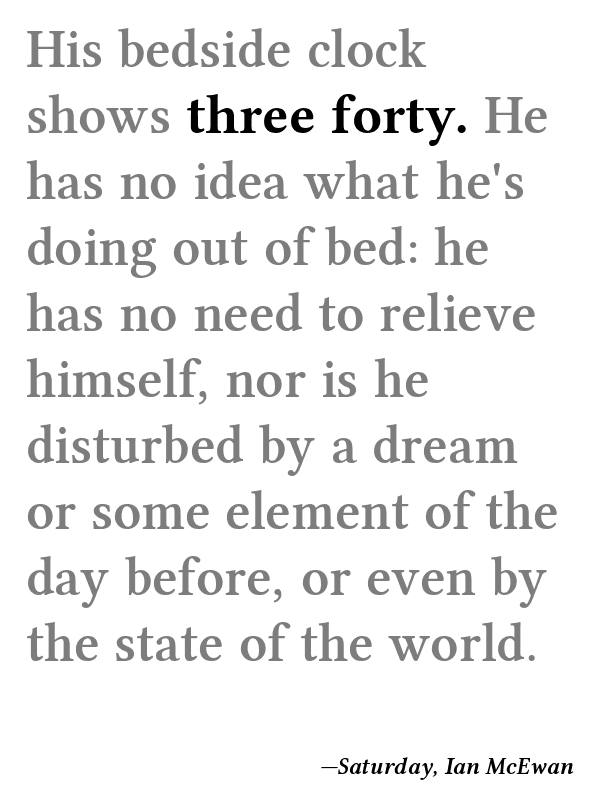 His bedside clock
shows three forty. He
has no idea what he's
doing out of bed: he
has no need to relieve
himself, nor is he
disturbed by a dream
or some element of the
day before, or even by
the state of the world.
—Saturday, Ian McEwan